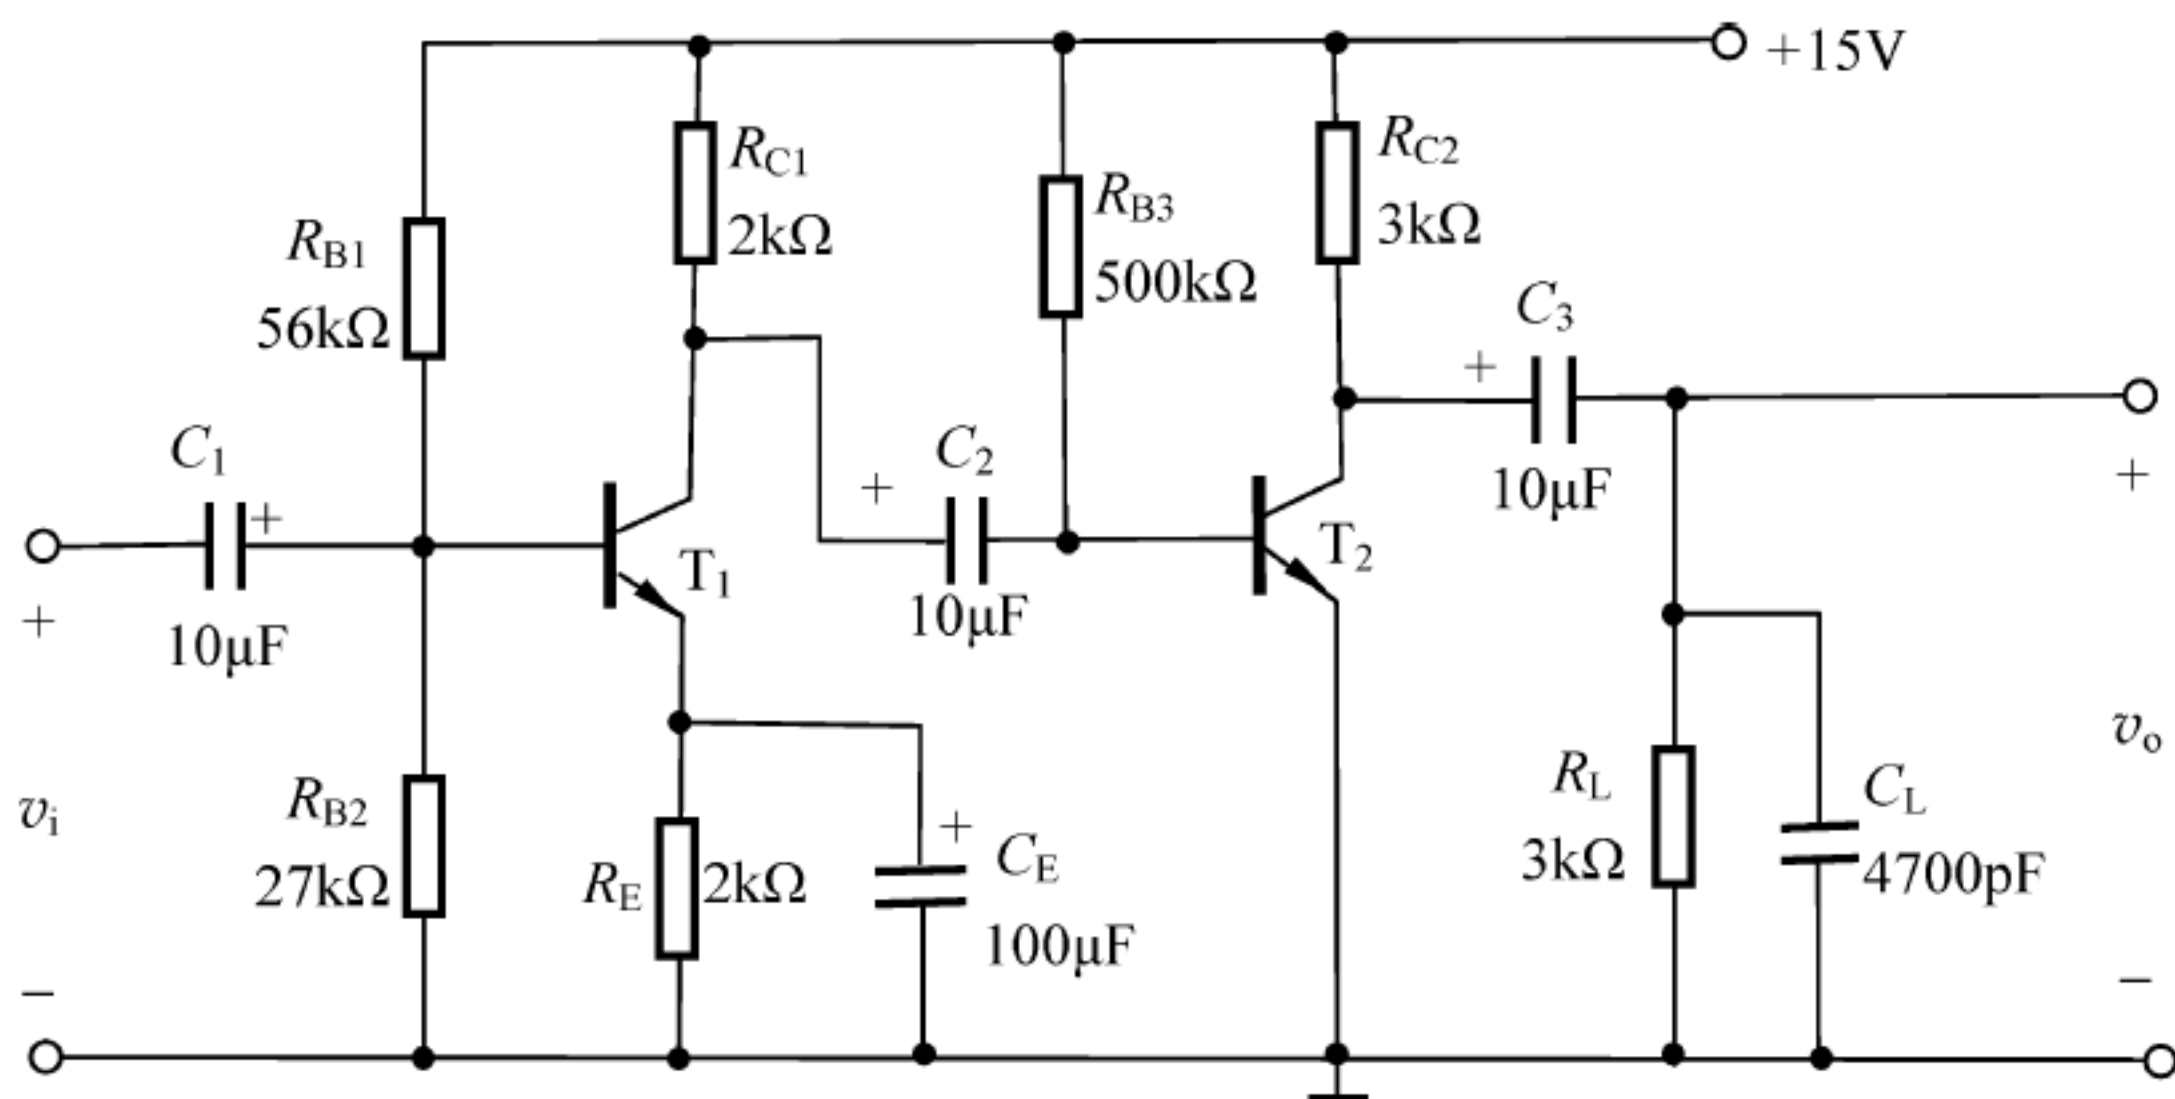 +15V
RC1
2kΩ
RC2
3kΩ
RB3
500kΩ
RB1
56kΩ
C3
+
10μF
C1
+
10μF
C2
+
10μF
T1
T2
+
+
vi
vo
RB2
27kΩ
RE
2kΩ
+
CE
100μF
RL
3kΩ
CL
4700pF
−
−